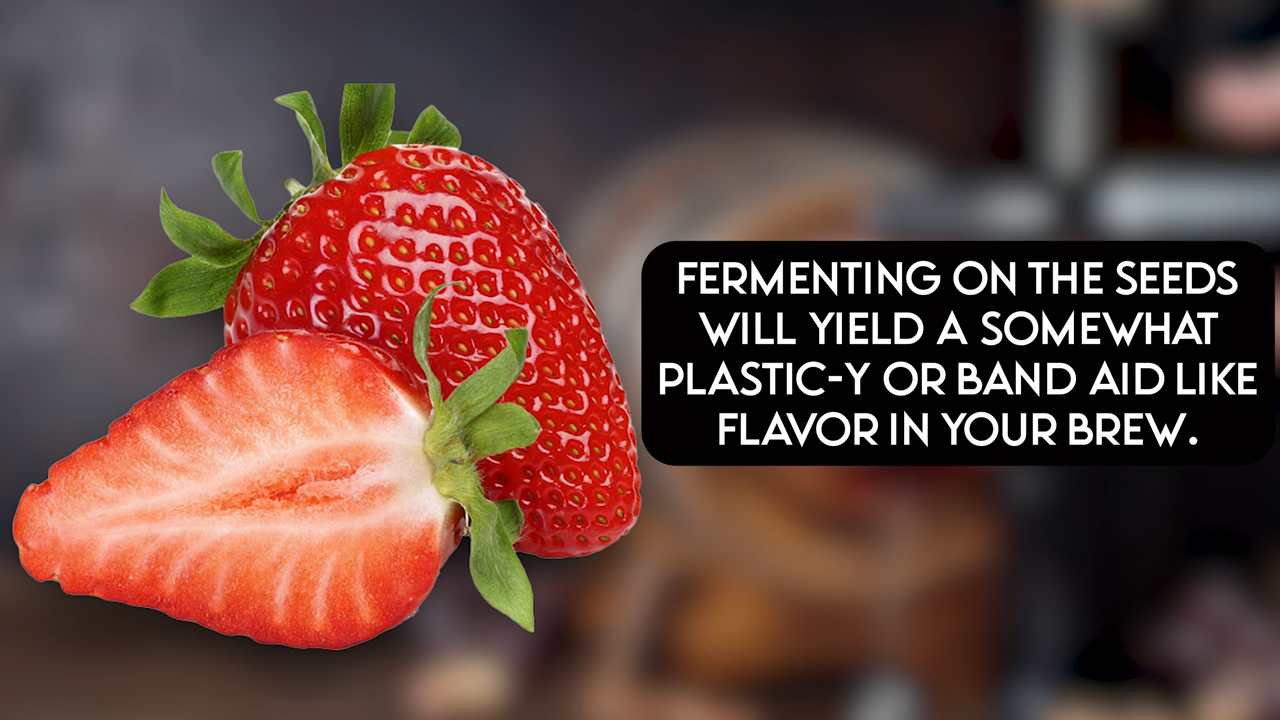 FERMENTING ON THE SEEDS
WILL YIELD A SOMEWHAT
PLASTIC-Y OR BAND AID LIKE
FLAVOR IN YOUR BREW.